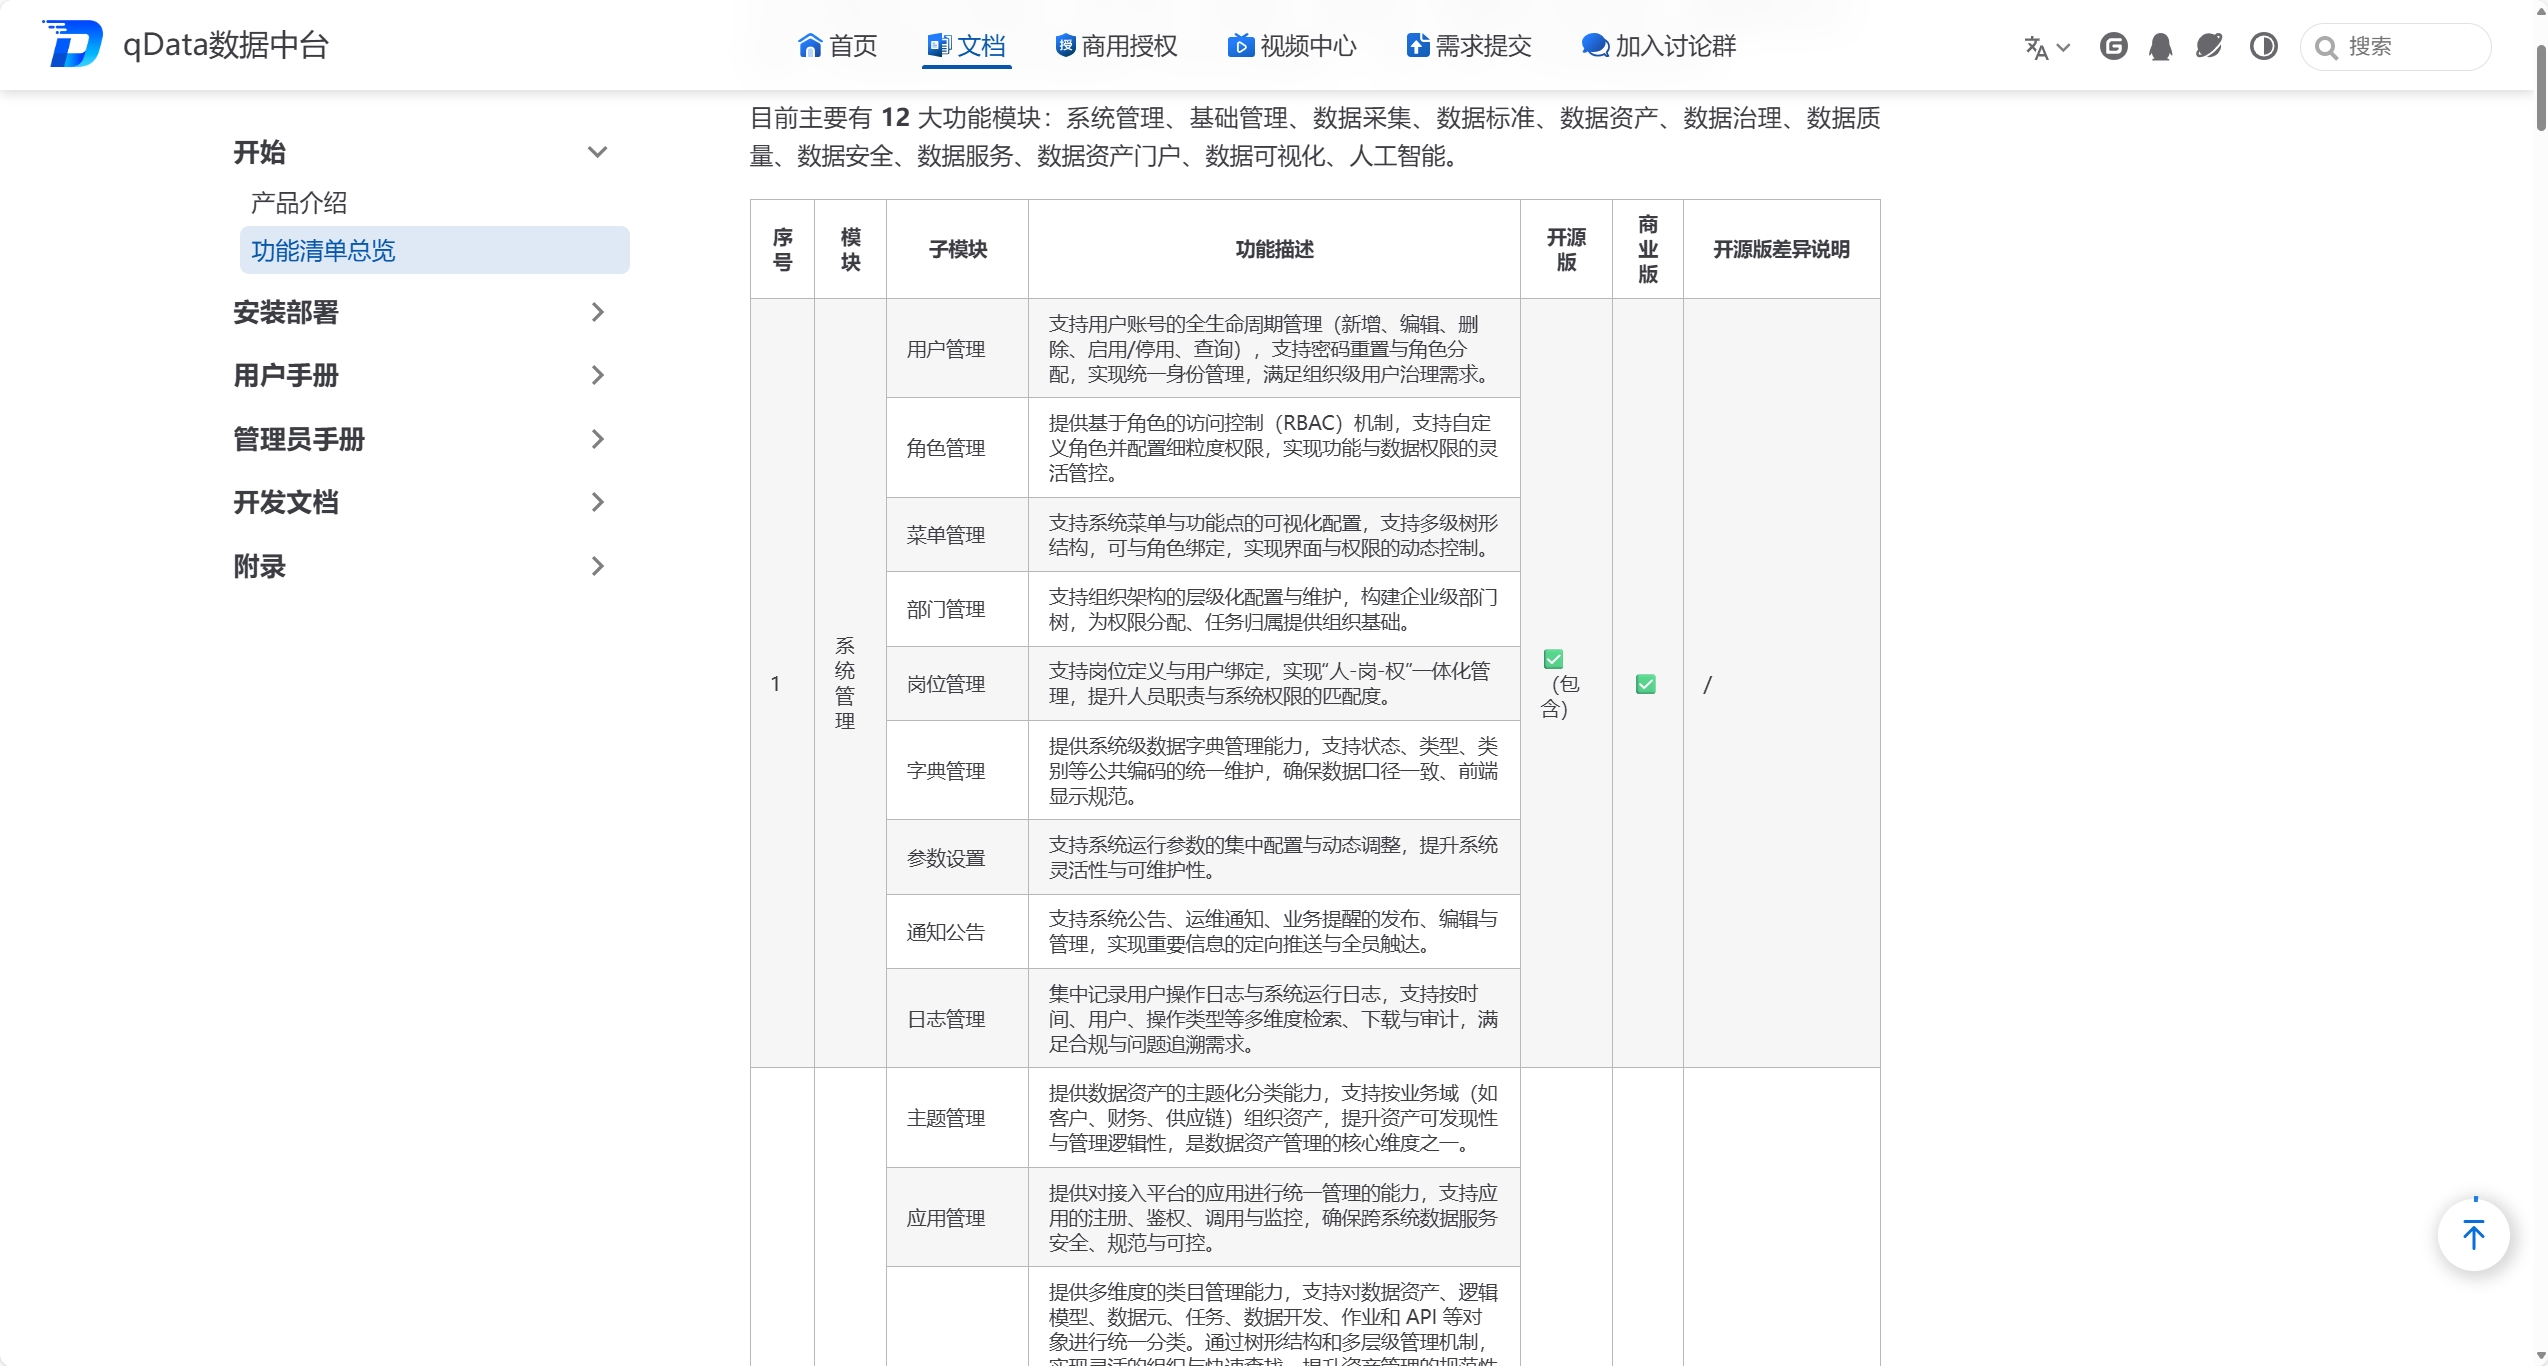 qData数据中台
首页
文档
商用授权
视频中心
需求提交
加入讨论群
搜索
开始
产品介绍
功能清单总览
安装部署
用户手册
管理员手册
开发文档
附录
目前主要有 12 大功能模块：系统管理、基础管理、数据采集、数据标准、数据资产、数据治理、数据质
量、数据安全、数据服务、数据资产门户、数据可视化、人工智能。
序
号
模
块
子模块
功能描述
开源
版
商
业
版
开源版差异说明
1
系
统
管
理
用户管理
支持用户账号的全生命周期管理（新增、编辑、删
除、启用/停用、查询），支持密码重置与角色分
配，实现统一身份管理，满足组织级用户治理需求。
✅
（包
含）
✅
/
角色管理
提供基于角色的访问控制（RBAC）机制，支持自定
义角色并配置细粒度权限，实现功能与数据权限的灵
活管控。
菜单管理
支持系统菜单与功能点的可视化配置，支持多级树形
结构，可与角色绑定，实现界面与权限的动态控制。
部门管理
支持组织架构的层级化配置与维护，构建企业级部门
树，为权限分配、任务归属提供组织基础。
岗位管理
支持岗位定义与用户绑定，实现“人-岗-权”一体化管
理，提升人员职责与系统权限的匹配度。
字典管理
提供系统级数据字典管理能力，支持状态、类型、类
别等公共编码的统一维护，确保数据口径一致、前端
显示规范。
参数设置
支持系统运行参数的集中配置与动态调整，提升系统
灵活性与可维护性。
通知公告
支持系统公告、运维通知、业务提醒的发布、编辑与
管理，实现重要信息的定向推送与全员触达。
日志管理
集中记录用户操作日志与系统运行日志，支持按时
间、用户、操作类型等多维度检索、下载与审计，满
足合规与问题追溯需求。
主题管理
提供数据资产的主题化分类能力，支持按业务域（如
客户、财务、供应链）组织资产，提升资产可发现性
与管理逻辑性，是数据资产管理的核心维度之一。
应用管理
提供对接入平台的应用进行统一管理的能力，支持应
用的注册、鉴权、调用与监控，确保跨系统数据服务
安全、规范与可控。
提供多维度的类目管理能力，支持对数据资产、逻辑
模型、数据元、任务、数据开发、作业和 API 等对
象进行统一分类。通过树形结构和多层级管理机制，
实现灵活的组织与快速查找，提升资产管理的规范性